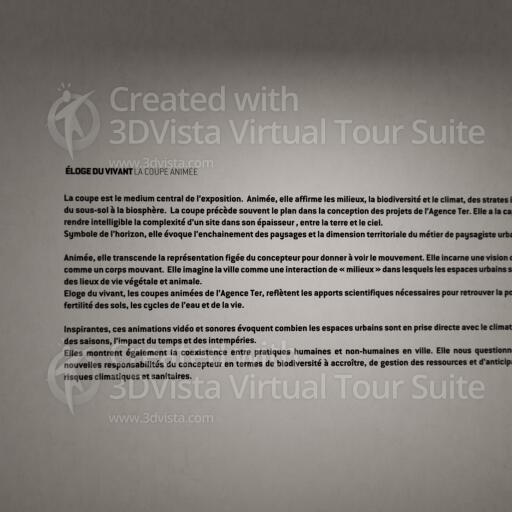 Created with
3DVista Virtual Tour Suite
www.3dvista.com
ÉLOGE DU VIVANT LA COUPE ANIMÉE
La coupe est le medium central de l'exposition. Animée, elle affirme les milieux, la biodiversité et le climat, des strates
du sous-sol à la biosphère. La coupe précède souvent le plan dans la conception des projets de l'Agence Ter. Elle a la
rendre intelligible la complexité d'un site dans son épaisseur, entre la terre et le ciel.
Symbole de l'horizon, elle évoque l'enchainement des paysages et la dimension territoriale du métier de paysagiste
Animée, elle transcende la représentation figée du concepteur pour donner à voir le mouvement. Elle incarne une vision
comme un corps mouvant. Elle imagine la ville comme une interaction de « milieux » dans lesquels les espaces urbains
des lieux de vie végétale et animale.
Eloge du vivant, les coupes animées de l'Agence Ter, reflètent les apports scientifiques nécessaires pour retrouver la
fertilité des sols, les cycles de l'eau et de la vie.
Inspirantes, ces animations vidéo et sonores évoquent combien les espaces urbains sont en prise directe avec le climat
des saisons, l'impact du temps et des intempéries.
Elles montrent également la coexistence entre pratiques humaines et non-humaines en ville. Elle nous
nouvelles responsabilités du concepteur en termes de biodiversité à accroître, de gestion des ressources et
risques climatiques et sanitaires.
Created with
3DVista Virtual Tour Suite
www.3dvista.com